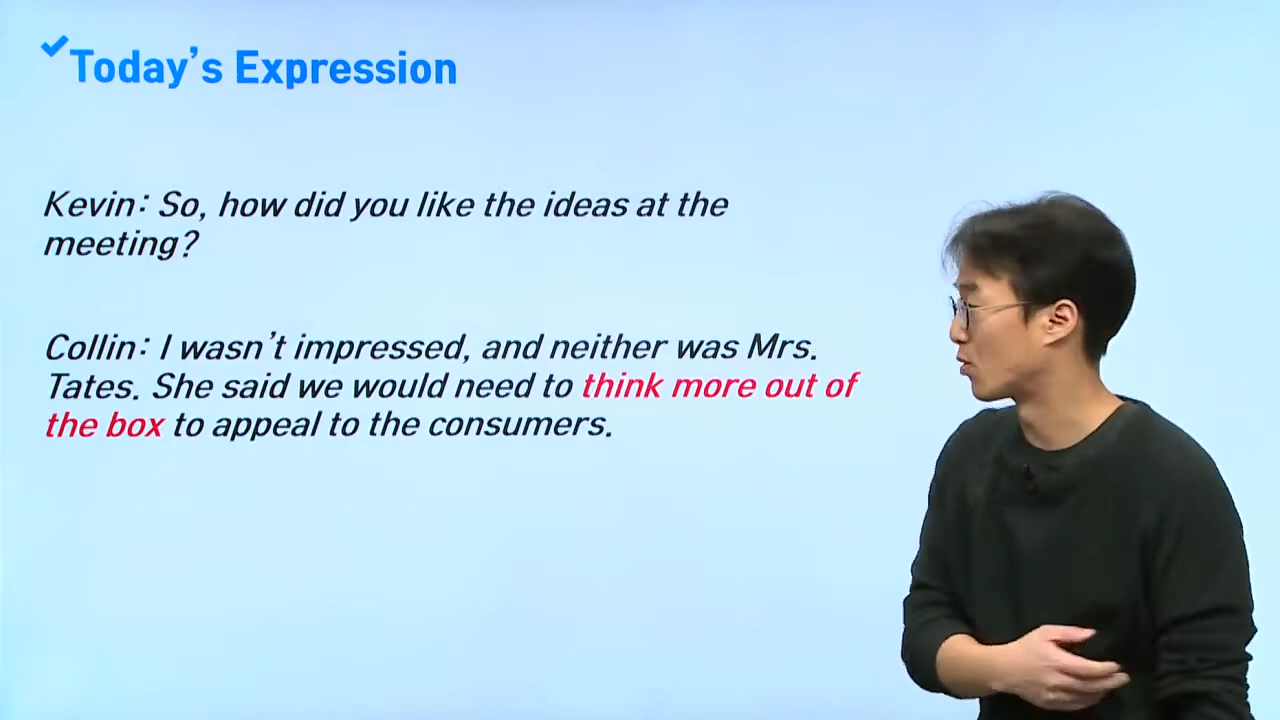 Today's Expression
Kevin: So, how did you like the ideas at the
meeting?
Collin: I wasn't impressed, and neither was Mrs.
Tates. She said we would need to think more out of
the box to appeal to the consumers.